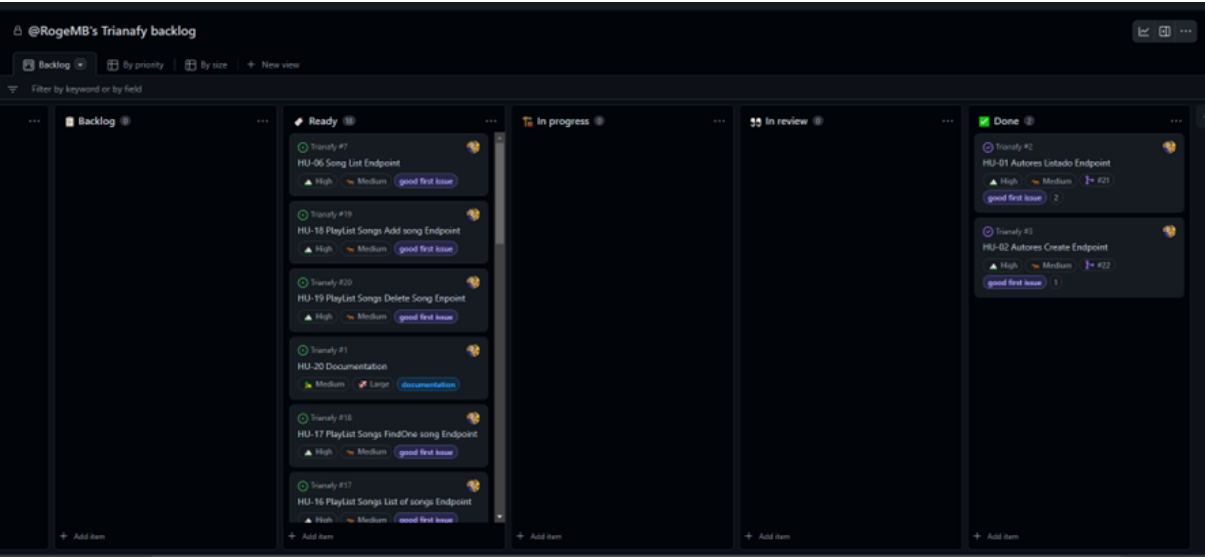 @RogeMB's Trianafy backlog
Backlog
By priority
By size
+ New view
Filter by keyword or by field
Backlog 0
Ready 18
In progress 0
In review 0
Done 2
Trianafy #7
HU-06 Song List Endpoint
High Medium good first issue
Trianafy #19
HU-18 PlayList Songs Add song Endpoint
High Medium good first issue
Trianafy #20
HU-19 PlayList Songs Delete Song Enpoint
High Medium good first issue
Trianafy #1
HU-20 Documentation
Medium Large documentation
Trianafy #18
HU-17 PlayList Songs FindOne song Endpoint
High Medium good first issue
Trianafy #17
HU-16 PlayList Songs List of songs Endpoint
High Medium good first issue
Trianafy #2
HU-01 Autores Listado Endpoint
High Medium #21
good first issue 2
Trianafy #3
HU-02 Autores Create Endpoint
High Medium #22
good first issue 1
+ Add item
+ Add item
+ Add item
+ Add item
+ Add item